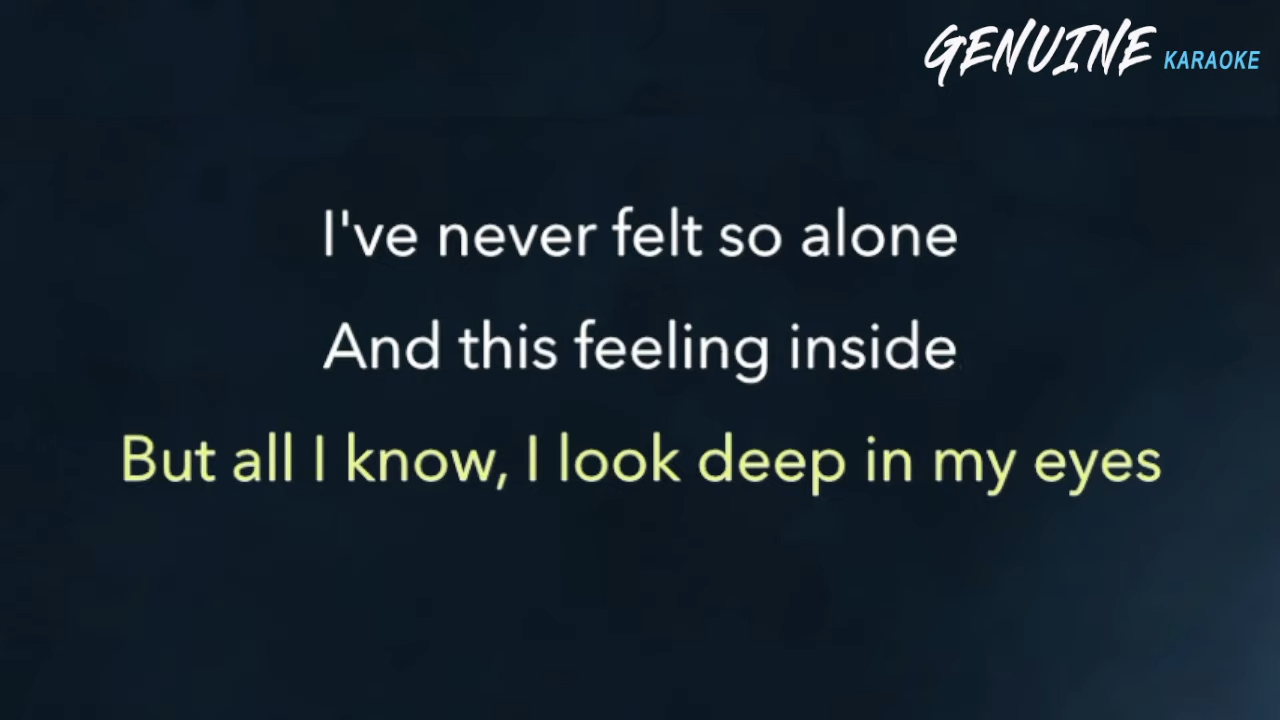 GENUINE KARAOKE
I've never felt so alone
And this feeling inside
But all I know, I look deep in my eyes